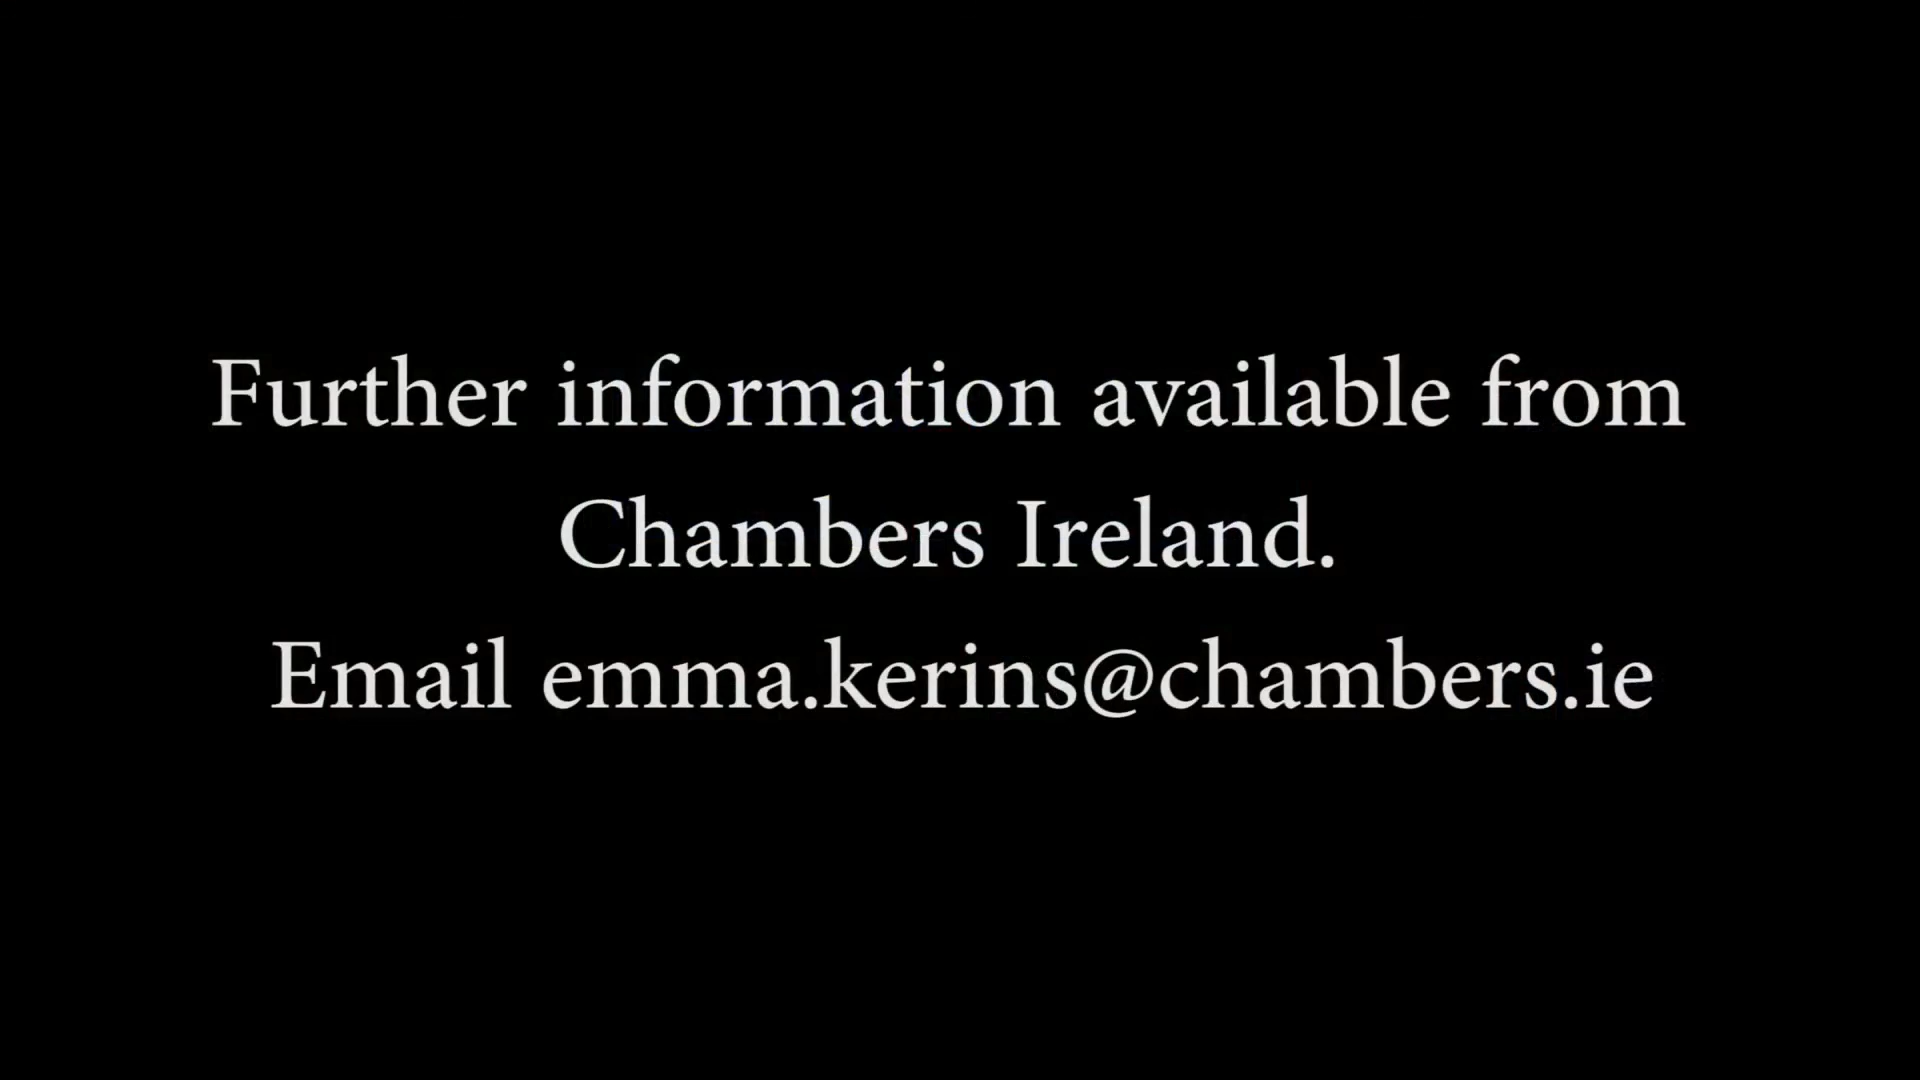 Further information available from
Chambers Ireland.
Email emma.kerins@chambers.ie